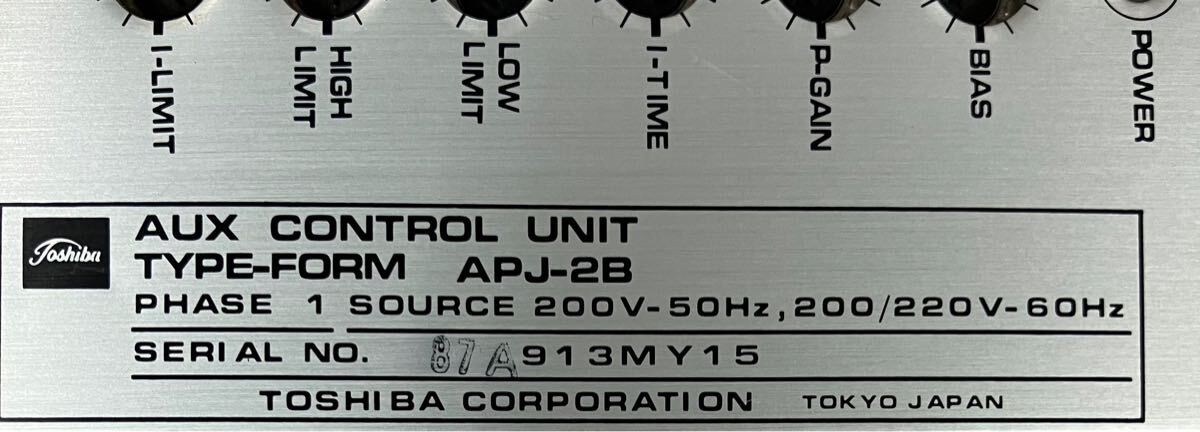 I-LIMIT
HIGH
LIMIT
LOW
LIMIT
I-TIME
P-GAIN
BIAS
POWER
Toshiba
AUX CONTROL UNIT
TYPE-FORM APJ-2B
PHASE 1 SOURCE 200V-50Hz, 200/220V-60Hz
SERIAL NO. 87A913MY15
TOSHIBA CORPORATION TOKYO JAPAN